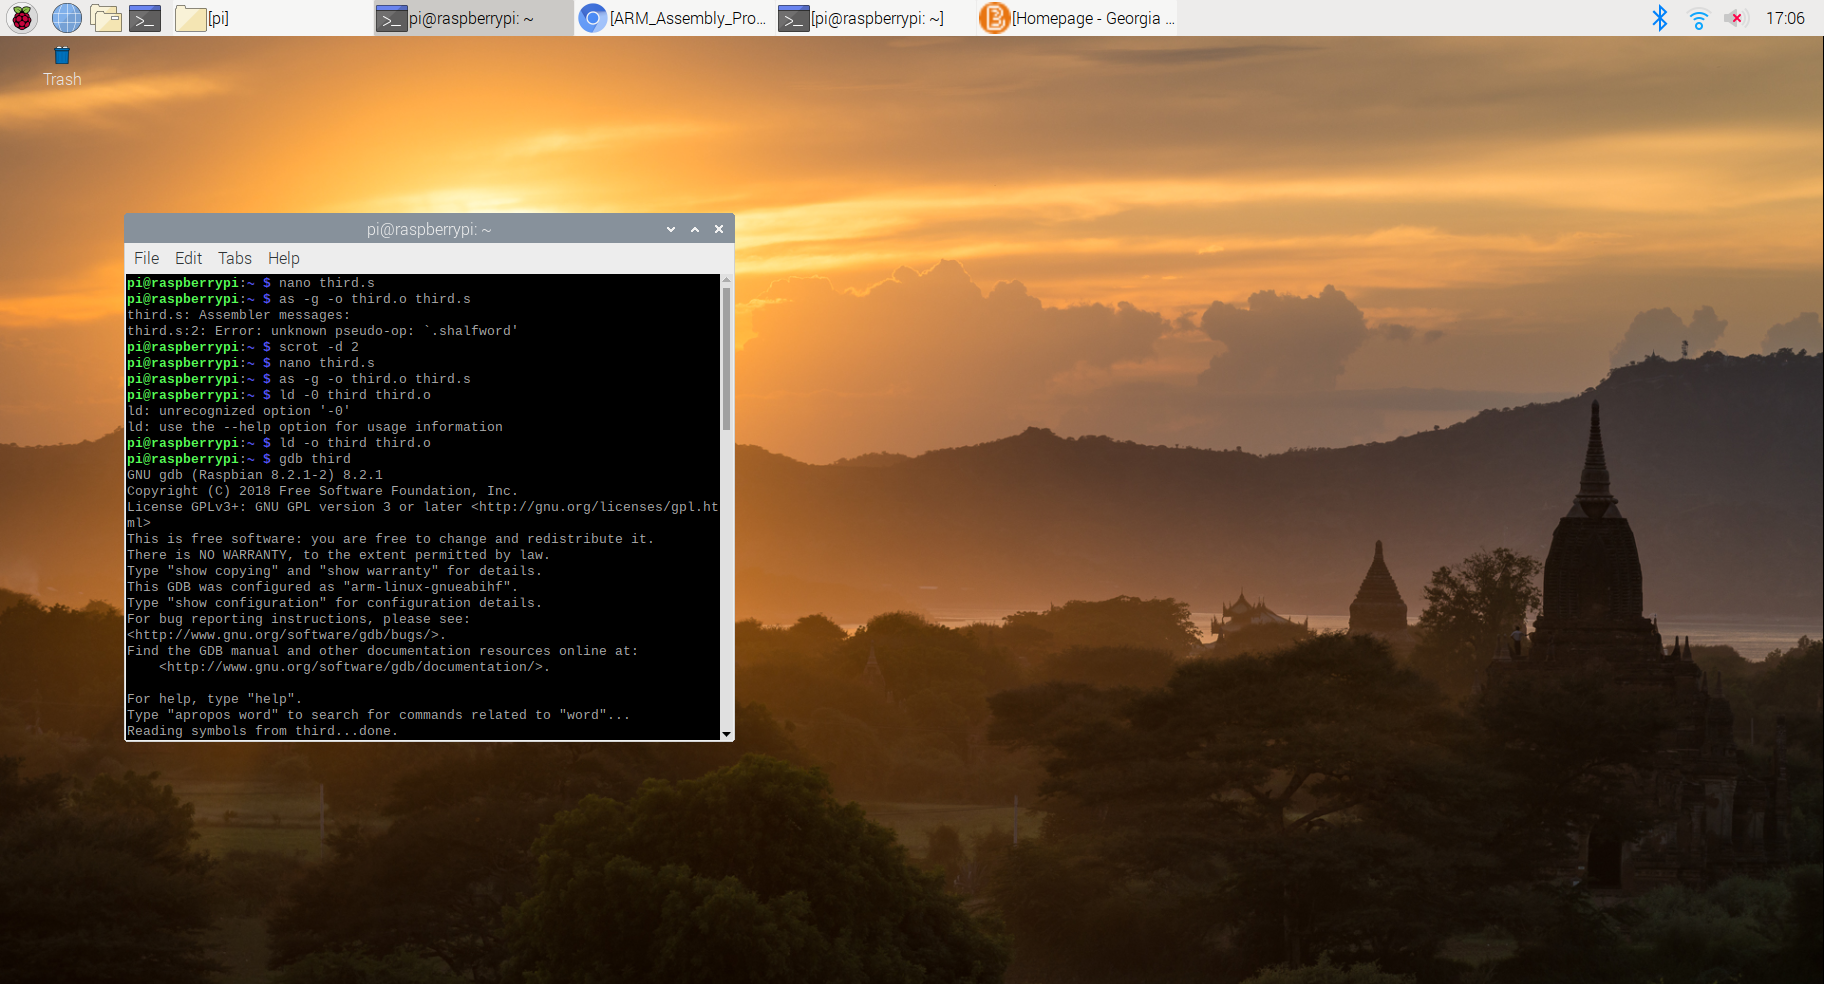 [pi]
pi@raspberrypi: ~
[ARM_Assembly_Pro...
[pi@raspberrypi: ~]
[Homepage - Georgia ...
17:06
Trash
pi@raspberrypi: ~
File Edit Tabs Help
pi@raspberrypi:~ $ nano third.s
pi@raspberrypi:~ $ as -g -o third.o third.s
third.s: Assembler messages:
third.s:2: Error: unknown pseudo-op: `.shalfword'
pi@raspberrypi:~ $ scrot -d 2
pi@raspberrypi:~ $ nano third.s
pi@raspberrypi:~ $ as -g -o third.o third.s
pi@raspberrypi:~ $ ld -0 third third.o
ld: unrecognized option '-0'
ld: use the --help option for usage information
pi@raspberrypi:~ $ ld -o third third.o
pi@raspberrypi:~ $ gdb third
GNU gdb (Raspbian 8.2.1-2) 8.2.1
Copyright (C) 2018 Free Software Foundation, Inc.
License GPLv3+: GNU GPL version 3 or later <http://gnu.org/licenses/gpl.ht
ml>
This is free software: you are free to change and redistribute it.
There is NO WARRANTY, to the extent permitted by law.
Type "show copying" and "show warranty" for details.
This GDB was configured as "arm-linux-gnueabihf".
Type "show configuration" for configuration details.
For bug reporting instructions, please see:
<http://www.gnu.org/software/gdb/bugs/>.
Find the GDB manual and other documentation resources online at:
    <http://www.gnu.org/software/gdb/documentation/>.
For help, type "help".
Type "apropos word" to search for commands related to "word"...
Reading symbols from third...done.